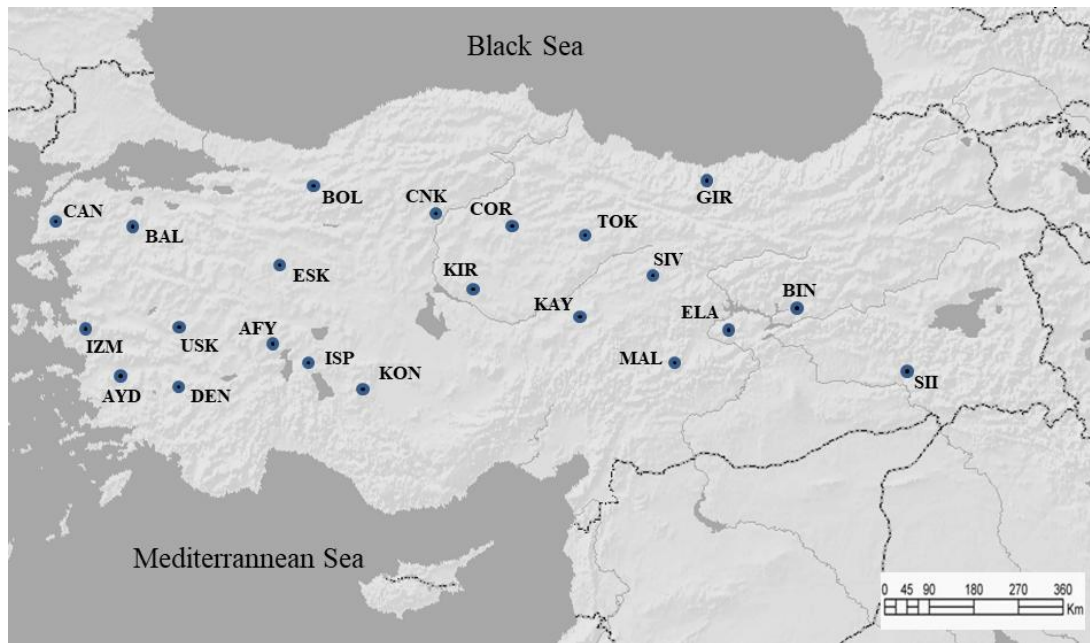 Black Sea
BOL
CNK
COR
GIR
CAN
BAL
TOK
ESK
SIV
KIR
KAY
BIN
ELA
IZM
USK
AFY
ISP
KON
MAL
AYD
DEN
SII
Mediterrannean Sea
0 45 90 180 270 360
Km